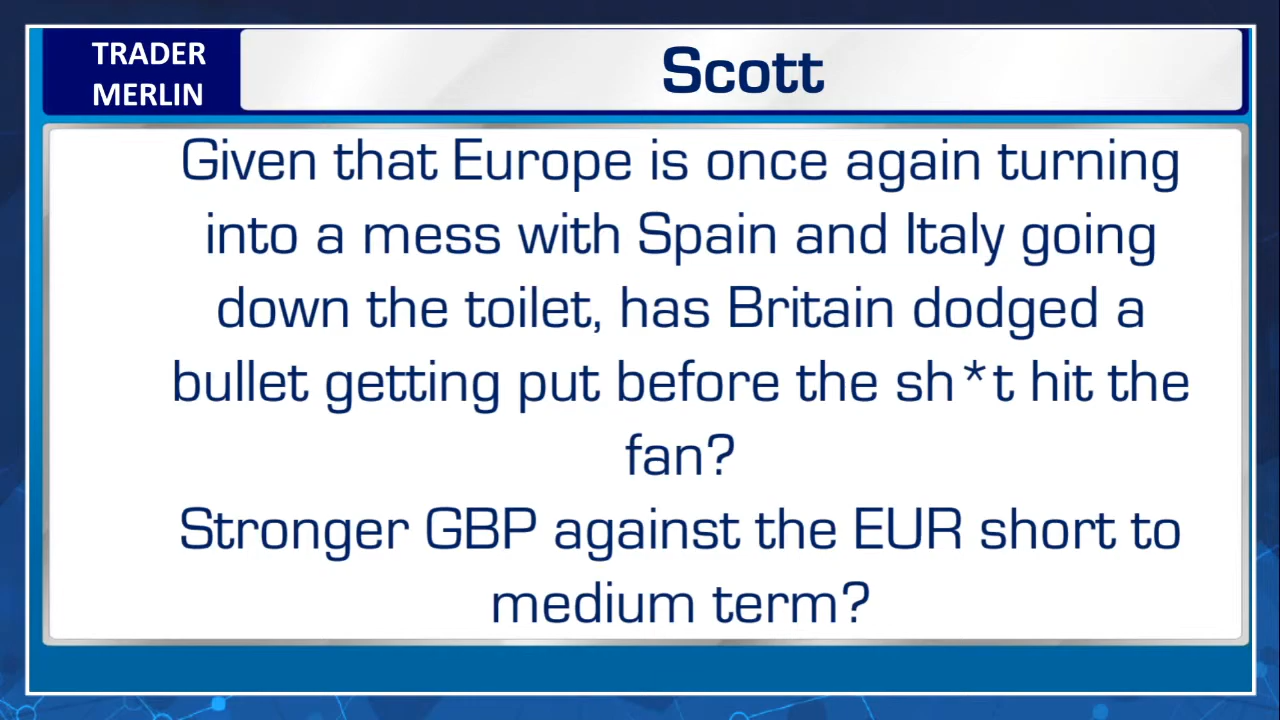 TRADER
MERLIN
Scott
Given that Europe is once again turning
into a mess with Spain and Italy going
down the toilet, has Britain dodged a
bullet getting put before the sh*t hit the
fan?
Stronger GBP against the EUR short to
medium term?